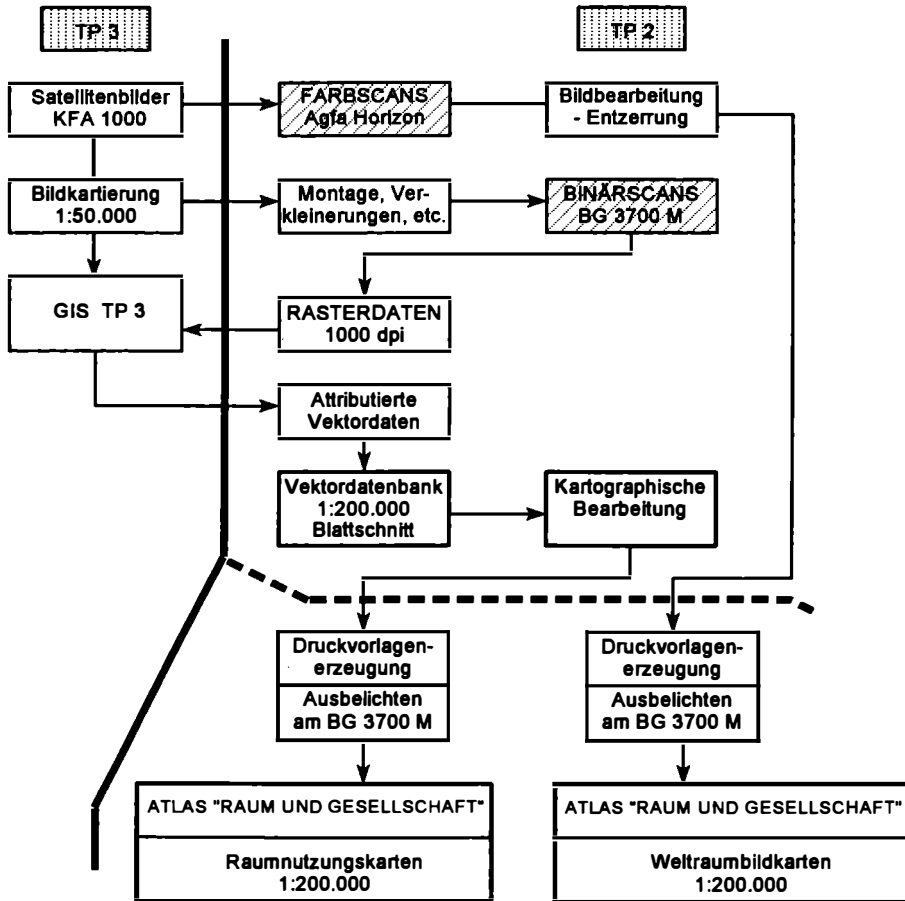 TP 3
TP 2
Satellitenbilder
KFA 1000
FARBSCANS
Agfa Horizon
Bildbearbeitung
- Entzerrung
Bildkartierung
1:50.000
Montage, Ver-
kleinerungen, etc.
BINÄRSCANS
BG 3700 M
GIS TP 3
RASTERDATEN
1000 dpi
Attributierte
Vektordaten
Vektordatenbank
1:200.000
Blattschnitt
Kartographische
Bearbeitung
Druckvorlagen-
erzeugung
Ausbelichten
am BG 3700 M
Druckvorlagen-
erzeugung
Ausbelichten
am BG 3700 M
ATLAS "RAUM UND GESELLSCHAFT"
Raumnutzungskarten
1:200.000
ATLAS "RAUM UND GESELLSCHAFT"
Weltraumbildkarten
1:200.000